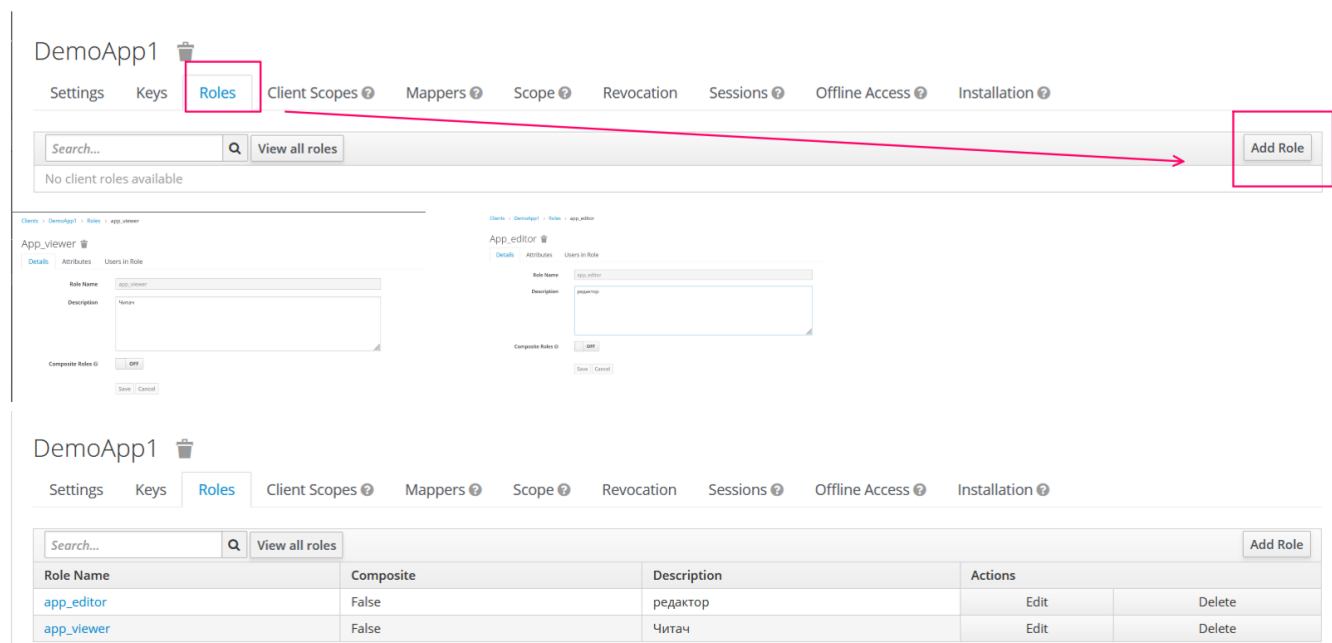 DemoApp1
Settings Keys Roles Client Scopes Mappers Scope Revocation Sessions Offline Access Installation
Search... View all roles Add Role
No client roles available
Clients > DemoApp1 > Roles > app_viewer
App_viewer
Details Attributes Users in Role
Role Name app_viewer
Description Читач
Composite Roles OFF
Save Cancel
Clients > DemoApp1 > Roles > app_editor
App_editor
Details Attributes Users in Role
Role Name app_editor
Description редактор
Composite Roles OFF
Save Cancel
DemoApp1
Settings Keys Roles Client Scopes Mappers Scope Revocation Sessions Offline Access Installation
Search... View all roles Add Role
Role Name Composite Description Actions
app_editor False редактор Edit Delete
app_viewer False Читач Edit Delete